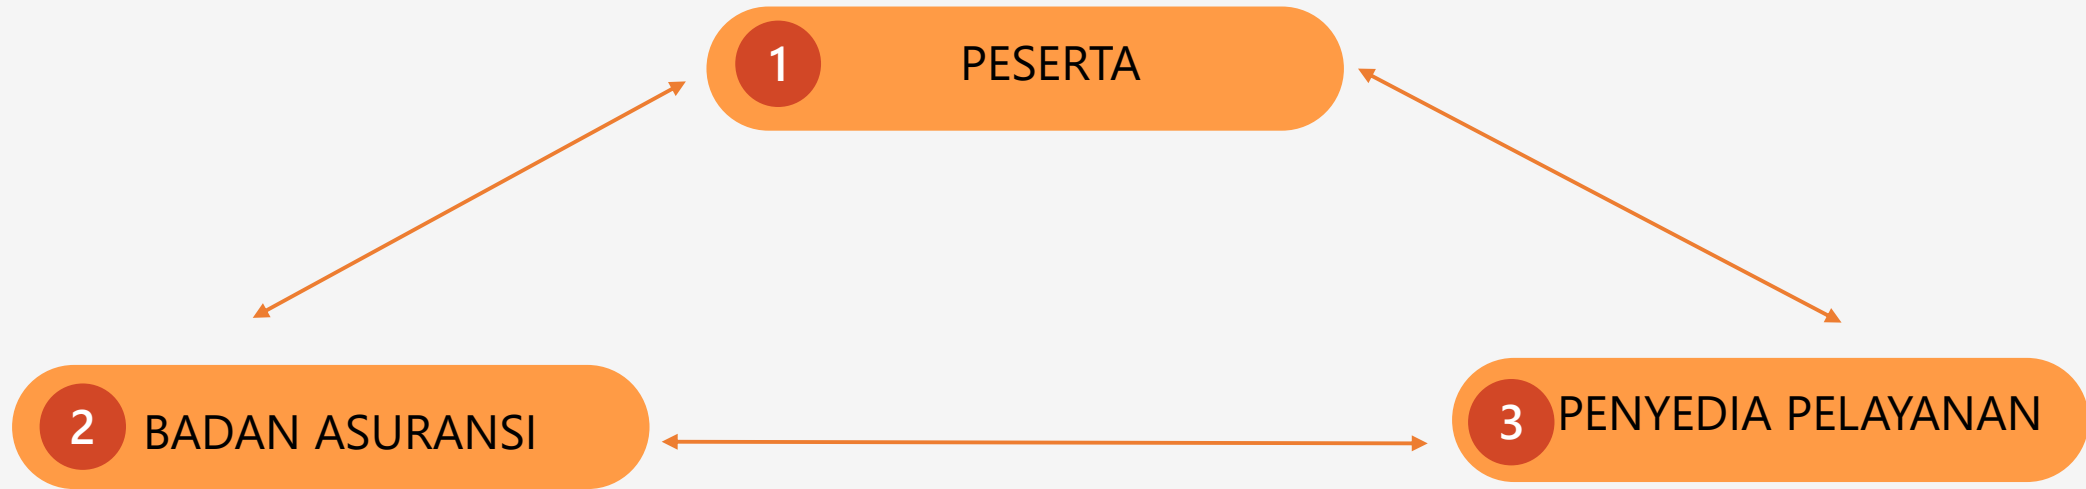 1 PESERTA
2 BADAN ASURANSI
3 PENYEDIA PELAYANAN